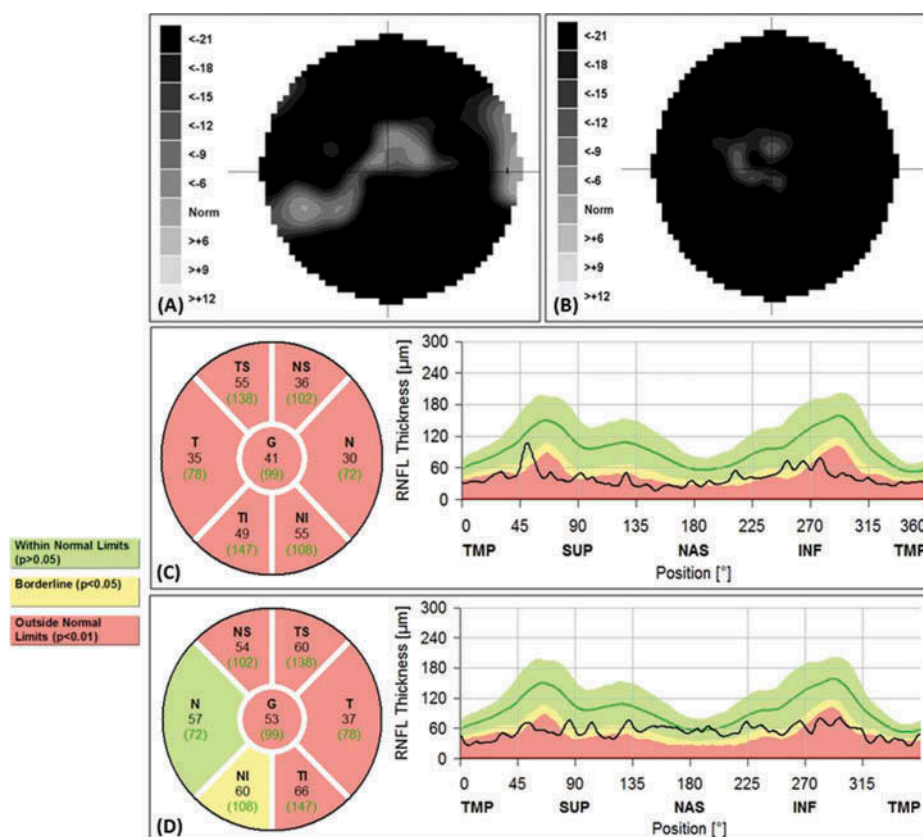 <-21
<-18
<-15
<-12
<-9
<-6
Norm
>+6
>+9
>+12
(A)
<-21
<-18
<-15
<-12
<-9
<-6
Norm
>+6
>+9
>+12
(B)
TS
55
(138)
NS
36
(102)
T
35
(78)
G
41
(99)
N
30
(72)
TI
49
(147)
NI
55
(108)
(C)
RNFL Thickness [µm]
300
240
180
120
60
0
0 45 90 135 180 225 270 315 360
TMP SUP NAS INF TMP
Position [°]
Within Normal Limits
(p>0.05)
Borderline (p<0.05)
Outside Normal
Limits (p<0.01)
NS
54
(102)
TS
60
(138)
N
57
(72)
G
53
(99)
T
37
(78)
NI
60
(108)
TI
66
(147)
(D)
RNFL Thickness [µm]
300
240
180
120
60
0
0 45 90 135 180 225 270 315 360
TMP SUP NAS INF TMP
Position [°]